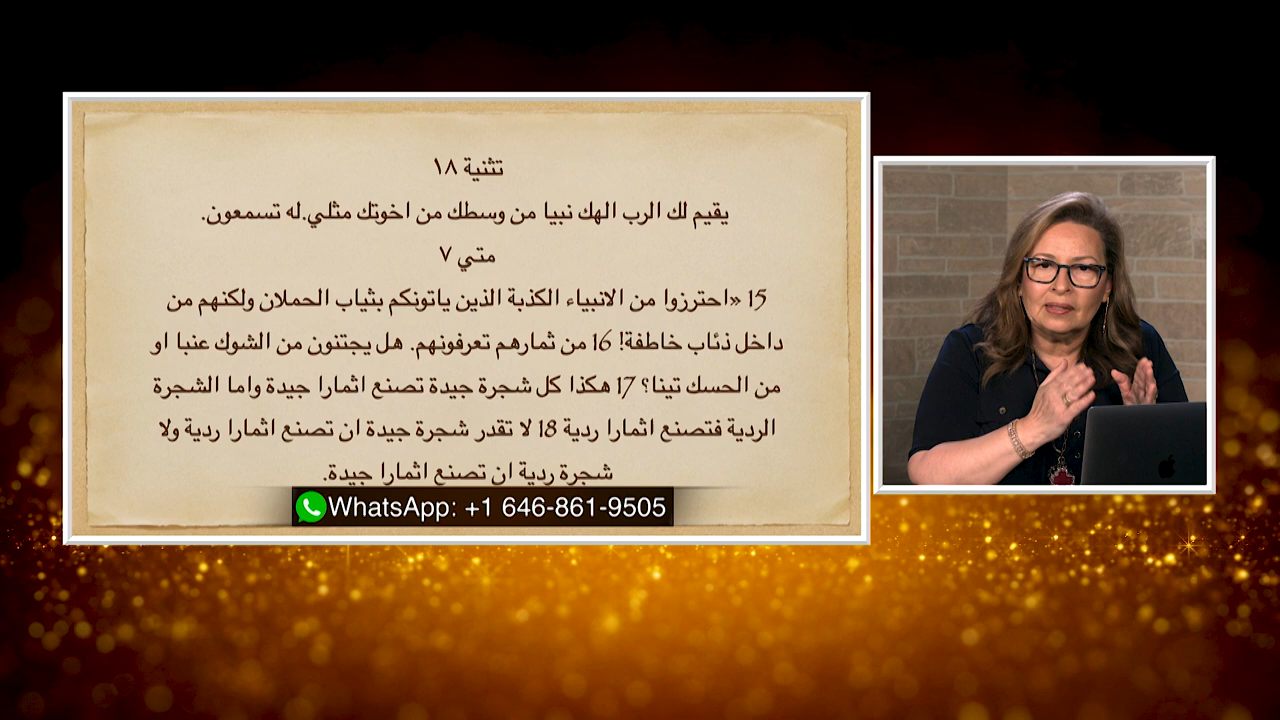 تثنية ١٨
يقيم لك الرب الهك نبيا من وسطك من اخوتك مثلي.له تسمعون.
متي ٧
15 «احترزوا من الانبياء الكذبة الذين ياتونكم بثياب الحملان ولكنهم من
داخل ذئاب خاطفة! 16 من ثمارهم تعرفونهم. هل يجتنون من الشوك عنبا او
من الحسك تينا؟ 17 هكذا كل شجرة جيدة تصنع اثمارا جيدة واما الشجرة
الردية فتصنع اثمارا ردية 18 لا تقدر شجرة جيدة ان تصنع اثمارا ردية ولا
شجرة ردية ان تصنع اثمارا جيدة.
WhatsApp: +1 646-861-9505